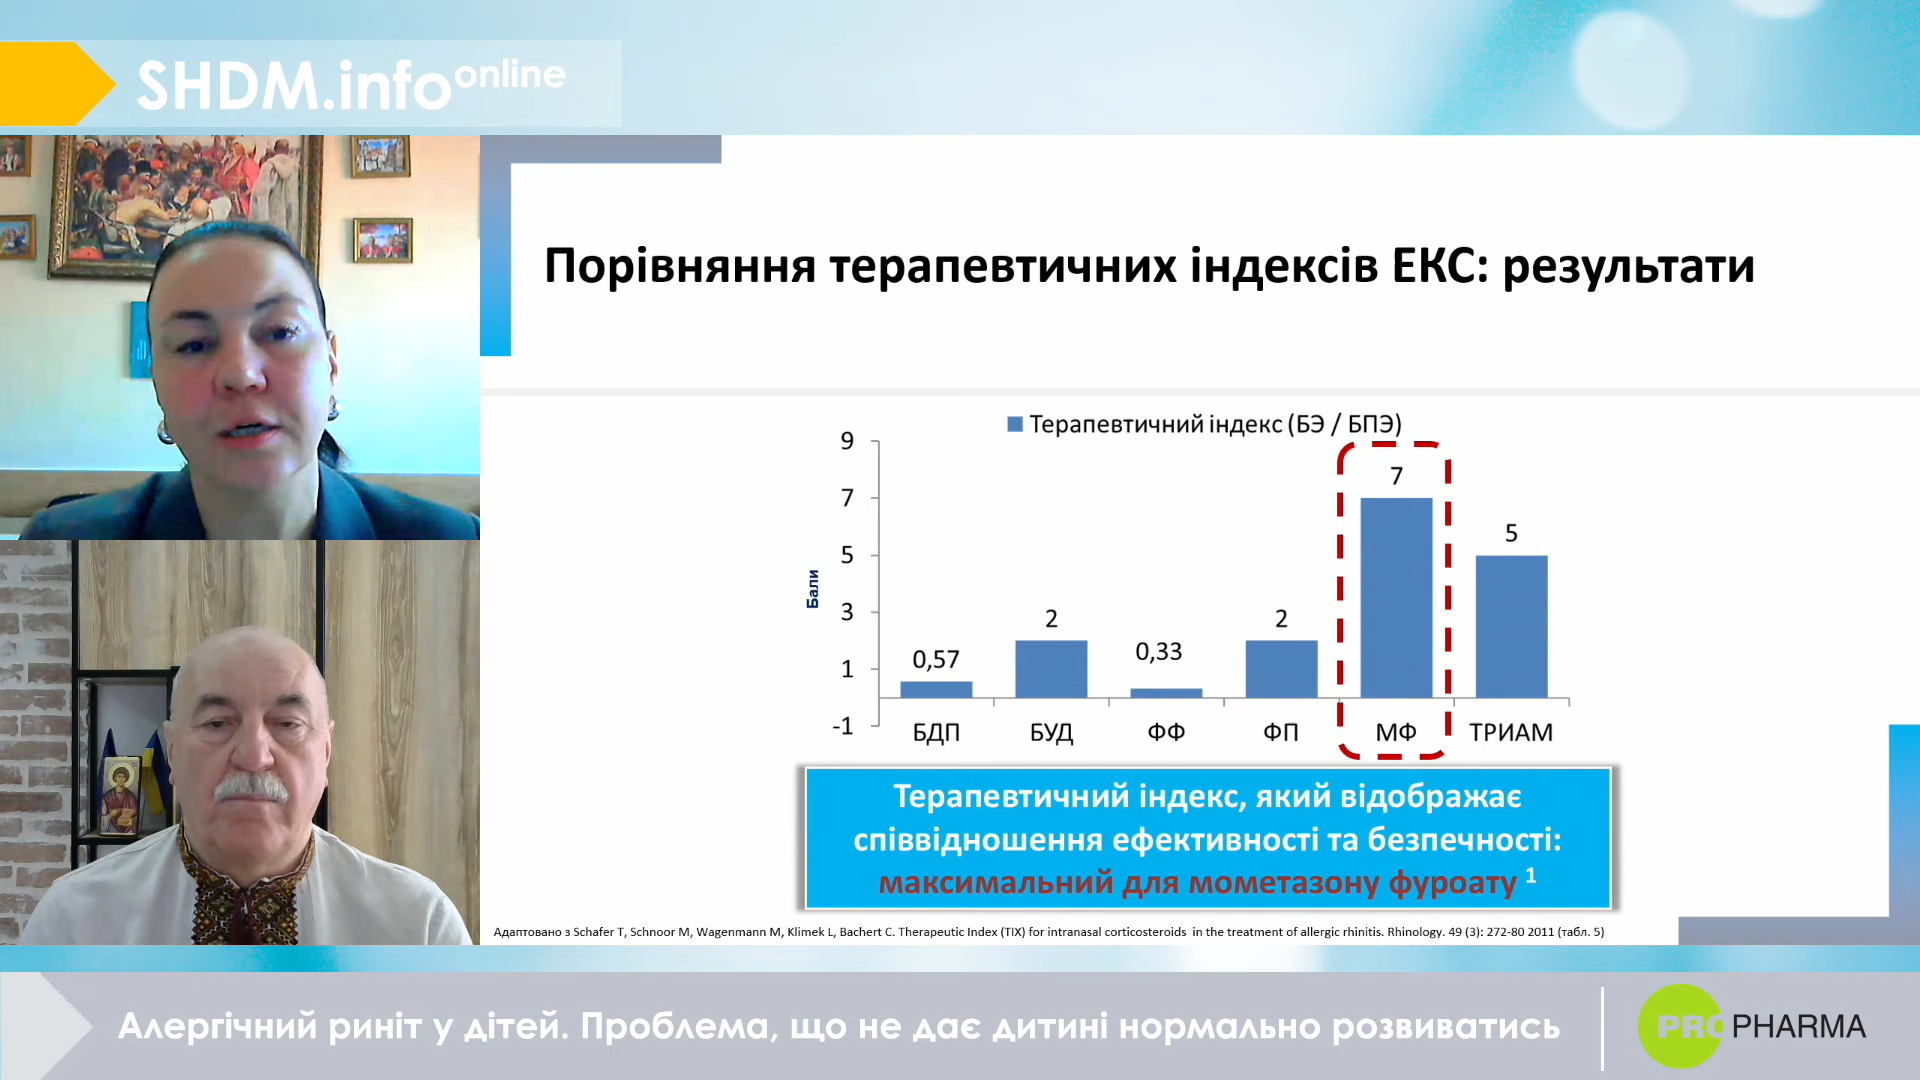 SHDM.info online
Порівняння терапевтичних індексів ЕКС: результати
Терапевтичний індекс (БЭ / БПЭ)
Бали
9
7
5
3
1
-1
0,57
2
0,33
2
7
5
БДП
БУД
ФФ
ФП
МФ
ТРИАМ
Терапевтичний індекс, який відображає
співвідношення ефективності та безпечності:
максимальний для мометазону фуроату 1
Адаптовано з Schafer T, Schnoor M, Wagenmann M, Klimek L, Bachert C. Therapeutic Index (TIX) for intranasal corticosteroids in the treatment of allergic rhinitis. Rhinology. 49 (3): 272-80 2011 (табл. 5)
Алергічний риніт у дітей. Проблема, що не дає дитині нормально розвиватись
PRO PHARMA